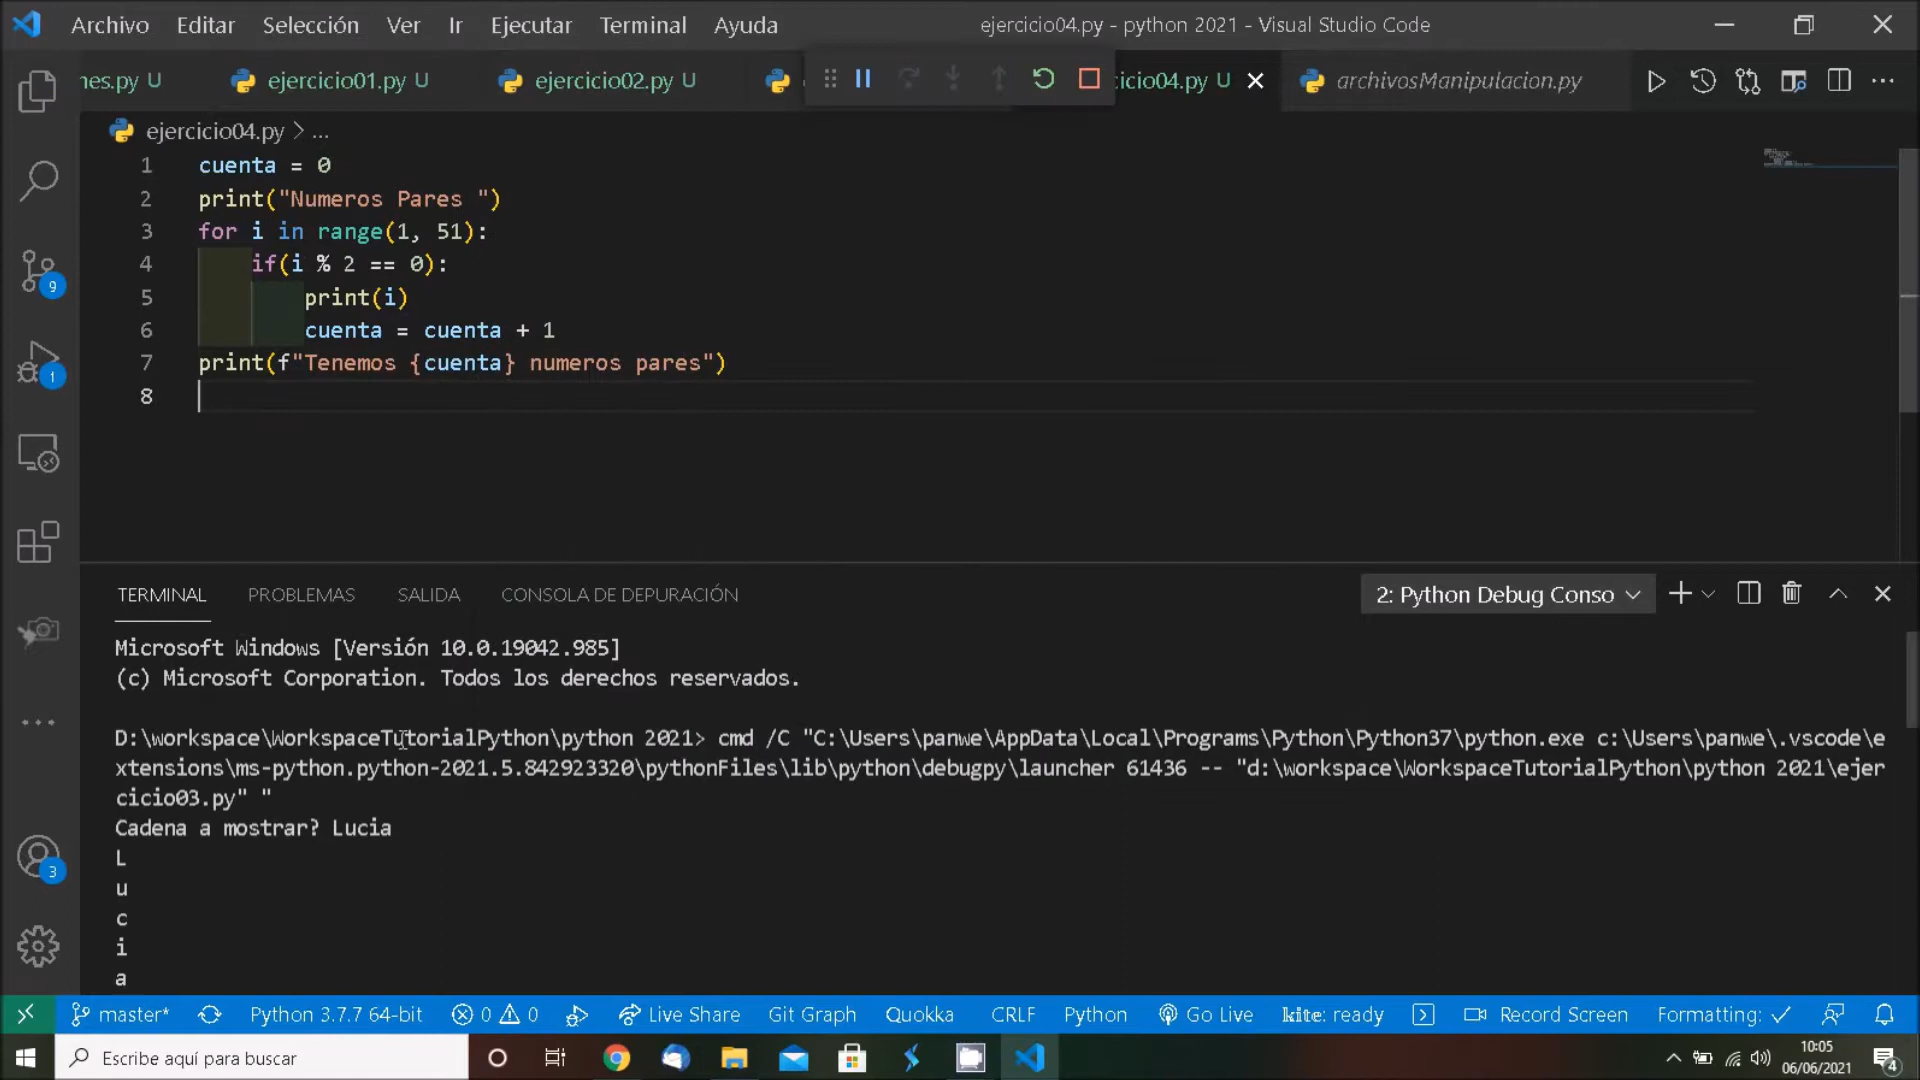 Archivo Editar Selección Ver Ir Ejecutar Terminal Ayuda ejercicio04.py - python 2021 - Visual Studio Code
nes.py U ejercicio01.py U ejercicio02.py U cicio04.py U archivosManipulacion.py
ejercicio04.py > ...
1 cuenta = 0
2 print("Numeros Pares ")
3 for i in range(1, 51):
4 if(i % 2 == 0):
5 print(i)
6 cuenta = cuenta + 1
7 print(f"Tenemos {cuenta} numeros pares")
8
9
1
3
TERMINAL PROBLEMAS SALIDA CONSOLA DE DEPURACIÓN 2: Python Debug Conso
Microsoft Windows [Versión 10.0.19042.985]
(c) Microsoft Corporation. Todos los derechos reservados.
D:\workspace\WorkspaceTutorialPython\python 2021> cmd /C "C:\Users\panwe\AppData\Local\Programs\Python\Python37\python.exe c:\Users\panwe\.vscode\e
xtensions\ms-python.python-2021.5.842923320\pythonFiles\lib\python\debugpy\launcher 61436 -- "d:\workspace\WorkspaceTutorialPython\python 2021\ejer
cicio03.py" "
Cadena a mostrar? Lucia
L
u
c
i
a
master* Python 3.7.7 64-bit 0 0 Live Share Git Graph Quokka CRLF Python Go Live kite: ready Record Screen Formatting: ✓
Escribe aquí para buscar 10:05
06/06/2021 4